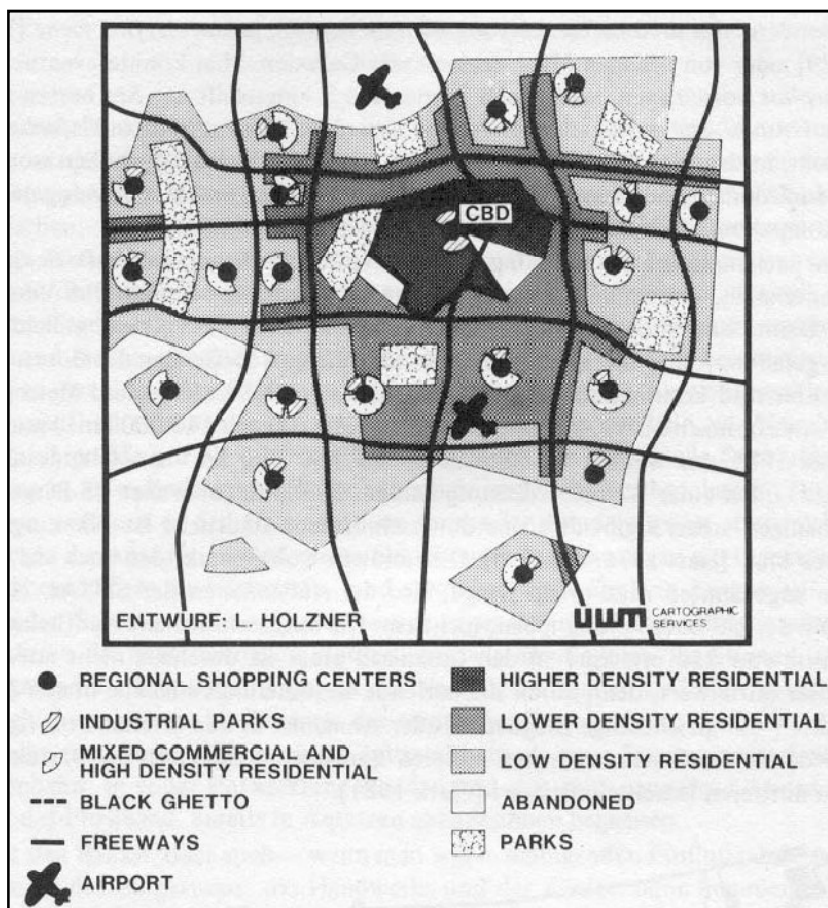 CBD
ENTWURF: L. HOLZNER
UWM CARTOGRAPHIC
SERVICES
REGIONAL SHOPPING CENTERS
INDUSTRIAL PARKS
MIXED COMMERCIAL AND
HIGH DENSITY RESIDENTIAL
BLACK GHETTO
FREEWAYS
AIRPORT
HIGHER DENSITY RESIDENTIAL
LOWER DENSITY RESIDENTIAL
LOW DENSITY RESIDENTIAL
ABANDONED
PARKS